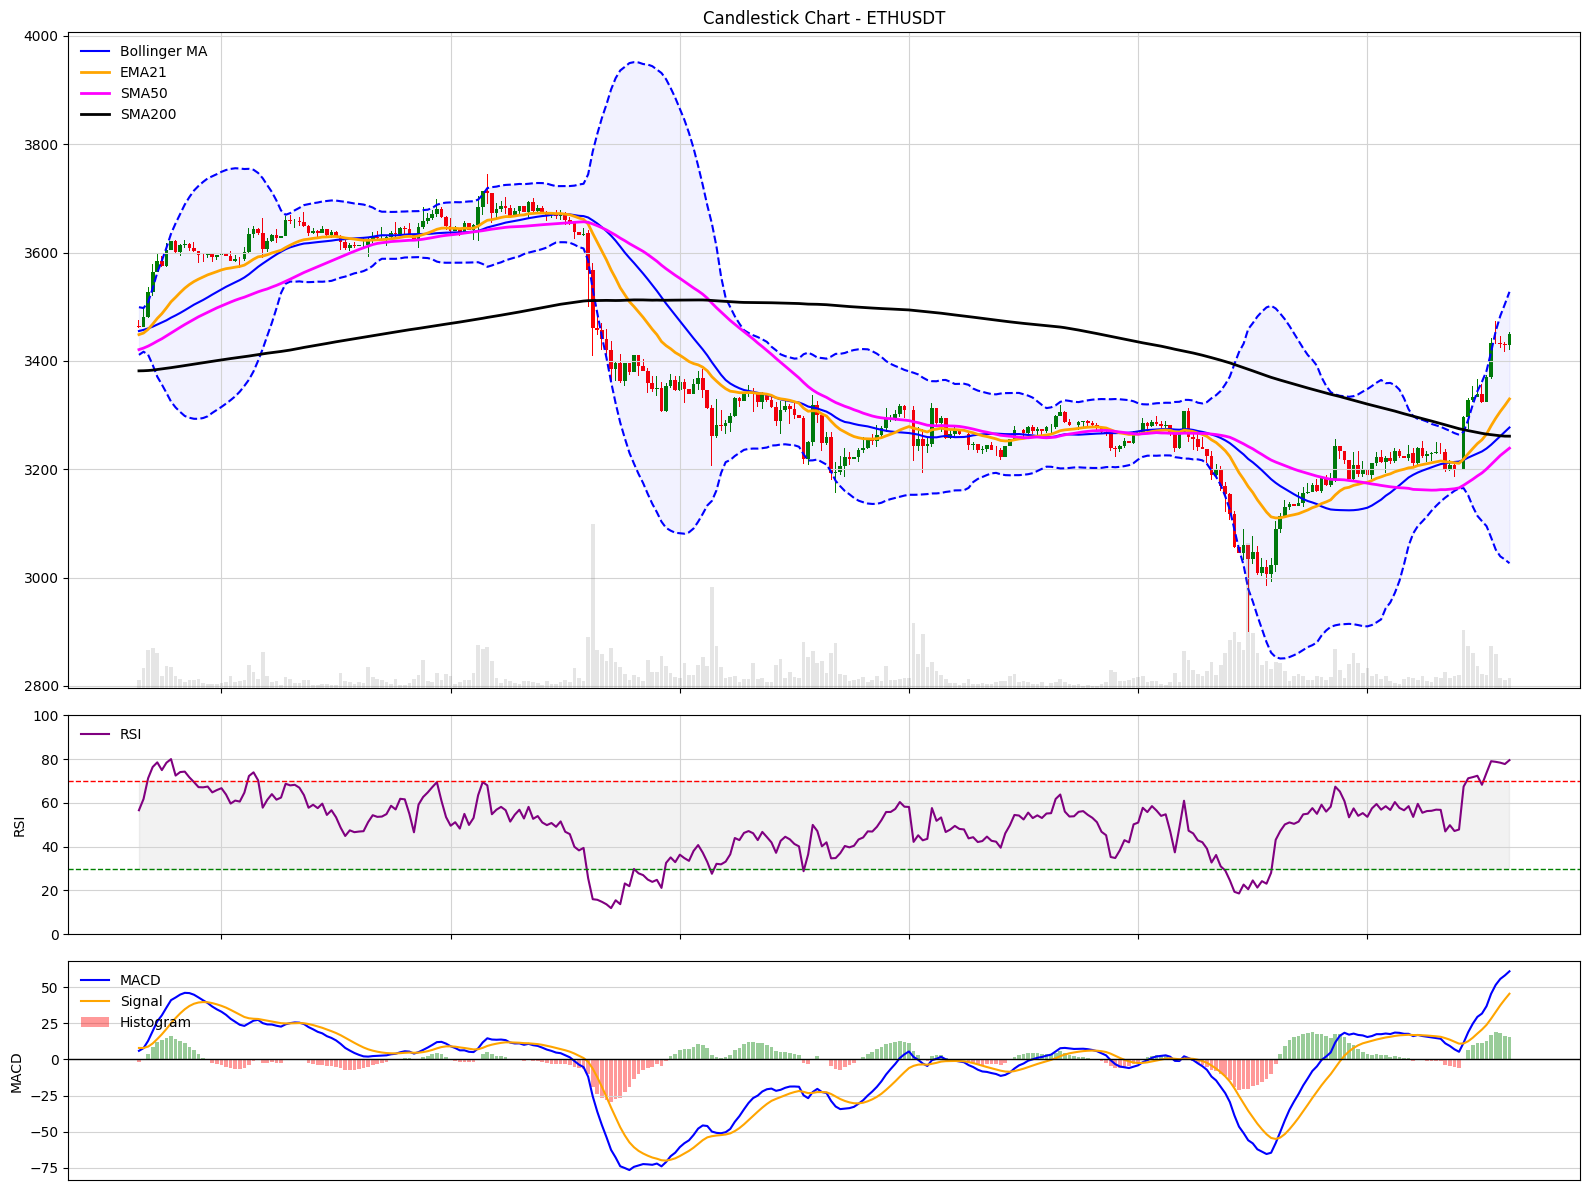 Candlestick Chart - ETHUSDT
4000
3800
3600
3400
3200
3000
2800
Bollinger MA
EMA21
SMA50
SMA200
100
80
60
40
20
0
RSI
RSI
50
25
0
−25
−50
−75
MACD
MACD
Signal
Histogram